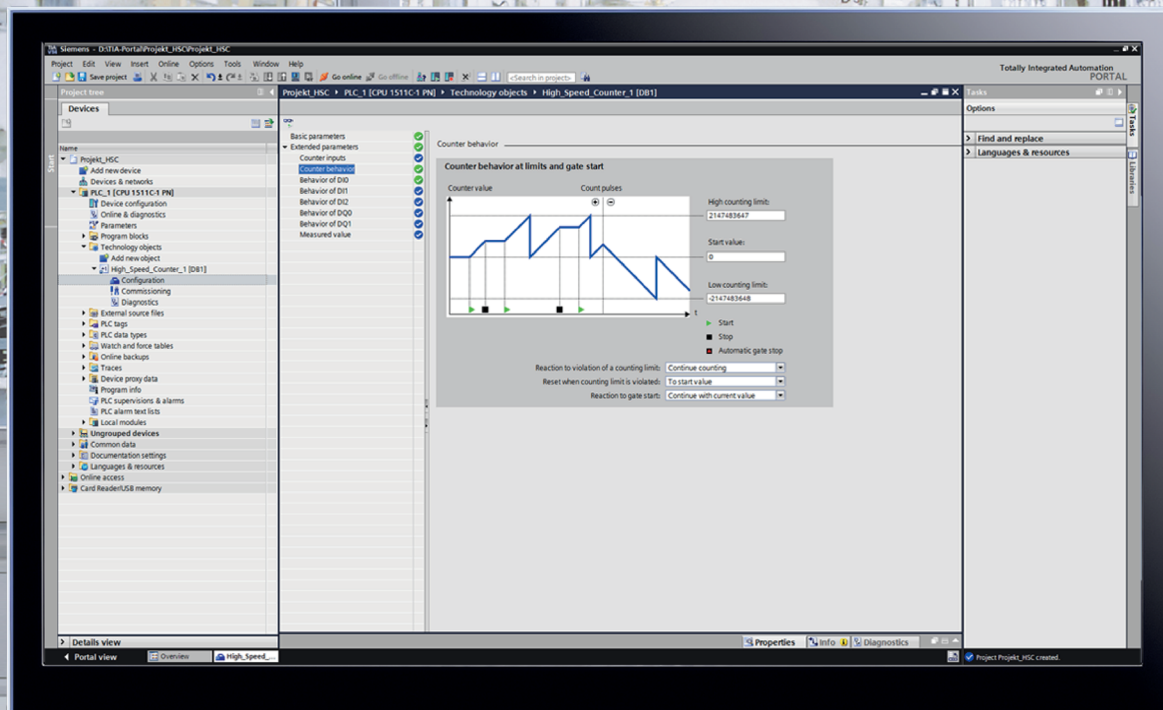 Siemens - D:\TIA-Portal\Projekt_HSC\Projekt_HSC
Project Edit View Insert Online Options Tools Window Help
Totally Integrated Automation
PORTAL
Save project Go online Go offline <Search in project>
Project tree
Projekt_HSC PLC_1 [CPU 1511C-1 PN] Technology objects High_Speed_Counter_1 [DB1]
Tasks
Devices
Options
Name
Start
Projekt_HSC
Add new device
Devices & networks
PLC_1 [CPU 1511C-1 PN]
Device configuration
Online & diagnostics
Parameters
Program blocks
Technology objects
Add new object
High_Speed_Counter_1 [DB1]
Configuration
Commissioning
Diagnostics
External source files
PLC tags
PLC data types
Watch and force tables
Online backups
Traces
Device proxy data
Program info
PLC supervisions & alarms
PLC alarm text lists
Local modules
Ungrouped devices
Common data
Documentation settings
Languages & resources
Online access
Card Reader/USB memory
Details view
Basic parameters
Extended parameters
Counter inputs
Counter behavior
Behavior of DI0
Behavior of DI1
Behavior of DI2
Behavior of DQ0
Behavior of DQ1
Measured value
Counter behavior
Counter behavior at limits and gate start
Counter value Count pulses
High counting limit:
2147483647
Start value:
0
Low counting limit:
-2147483648
t
Start
Stop
Automatic gate stop
Reaction to violation of a counting limit: Continue counting
Reset when counting limit is violated: To start value
Reaction to gate start: Continue with current value
Find and replace
Languages & resources
Tasks
Libraries
Properties Info Diagnostics
Portal view Overview High_Speed_... Project Projekt_HSC created.